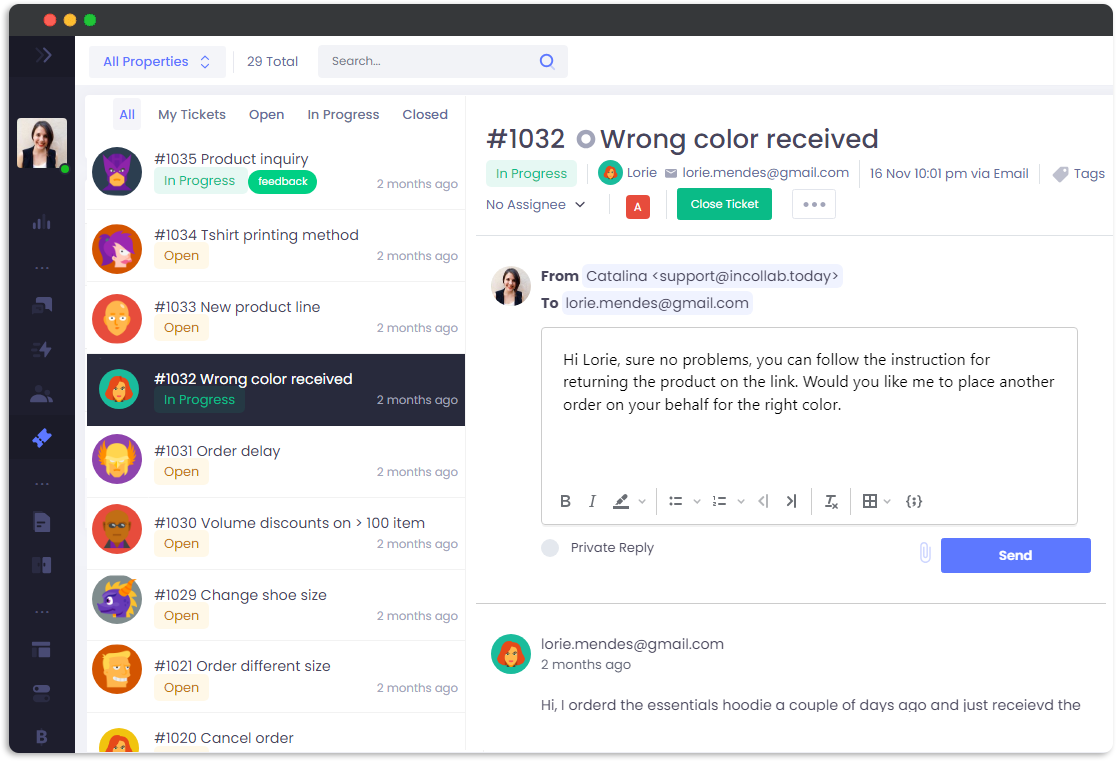 All Properties
29 Total
Search...
All My Tickets Open In Progress Closed
#1035 Product inquiry
In Progress feedback 2 months ago
#1034 Tshirt printing method
Open 2 months ago
#1033 New product line
Open 2 months ago
#1032 Wrong color received
In Progress 2 months ago
#1031 Order delay
Open 2 months ago
#1030 Volume discounts on > 100 item
Open 2 months ago
#1029 Change shoe size
Open 2 months ago
#1021 Order different size
Open 2 months ago
#1020 Cancel order
B
#1032 Wrong color received
In Progress Lorie lorie.mendes@gmail.com 16 Nov 10:01 pm via Email Tags
No Assignee A Close Ticket
From Catalina <support@incollab.today>
To lorie.mendes@gmail.com
Hi Lorie, sure no problems, you can follow the instruction for
returning the product on the link. Would you like me to place another
order on your behalf for the right color.
B I
Private Reply Send
lorie.mendes@gmail.com
2 months ago
Hi, I orderd the essentials hoodie a couple of days ago and just receievd the